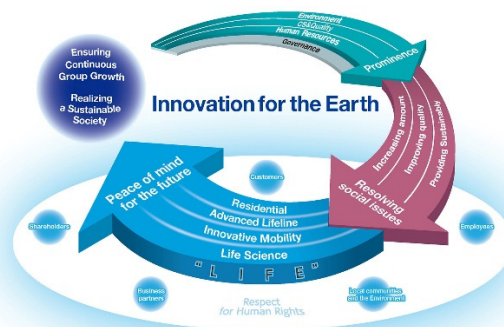 Environment
CS&Quality
Human Resources
Governance
Prominence
Ensuring
Continuous
Group Growth
Realizing
a Sustainable
Society
Innovation for the Earth
Increasing amount
Improving quality
Providing Sustainably
Resolving
social issues
Peace of mind
for the future
Customers
Residential
Advanced Lifeline
Innovative Mobility
Life Science
"LIFE"
Shareholders
Employees
Business
partners
Local communities
and the Environment
Respect
for Human Rights